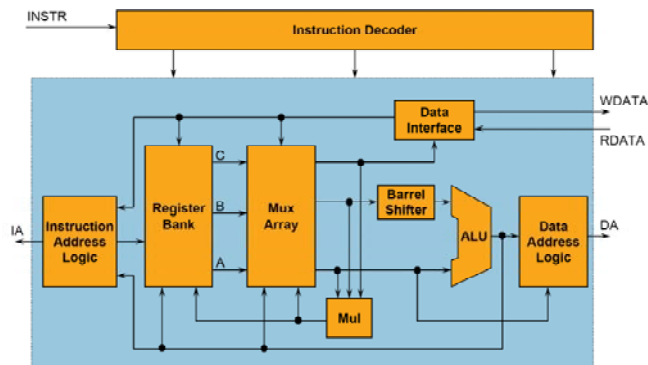 INSTR
Instruction Decoder
WDATA
Data
Interface
RDATA
C
Register
Bank
Mux
Array
B
Barrel
Shifter
IA
Instruction
Address
Logic
ALU
Data
Address
Logic
DA
A
Mul